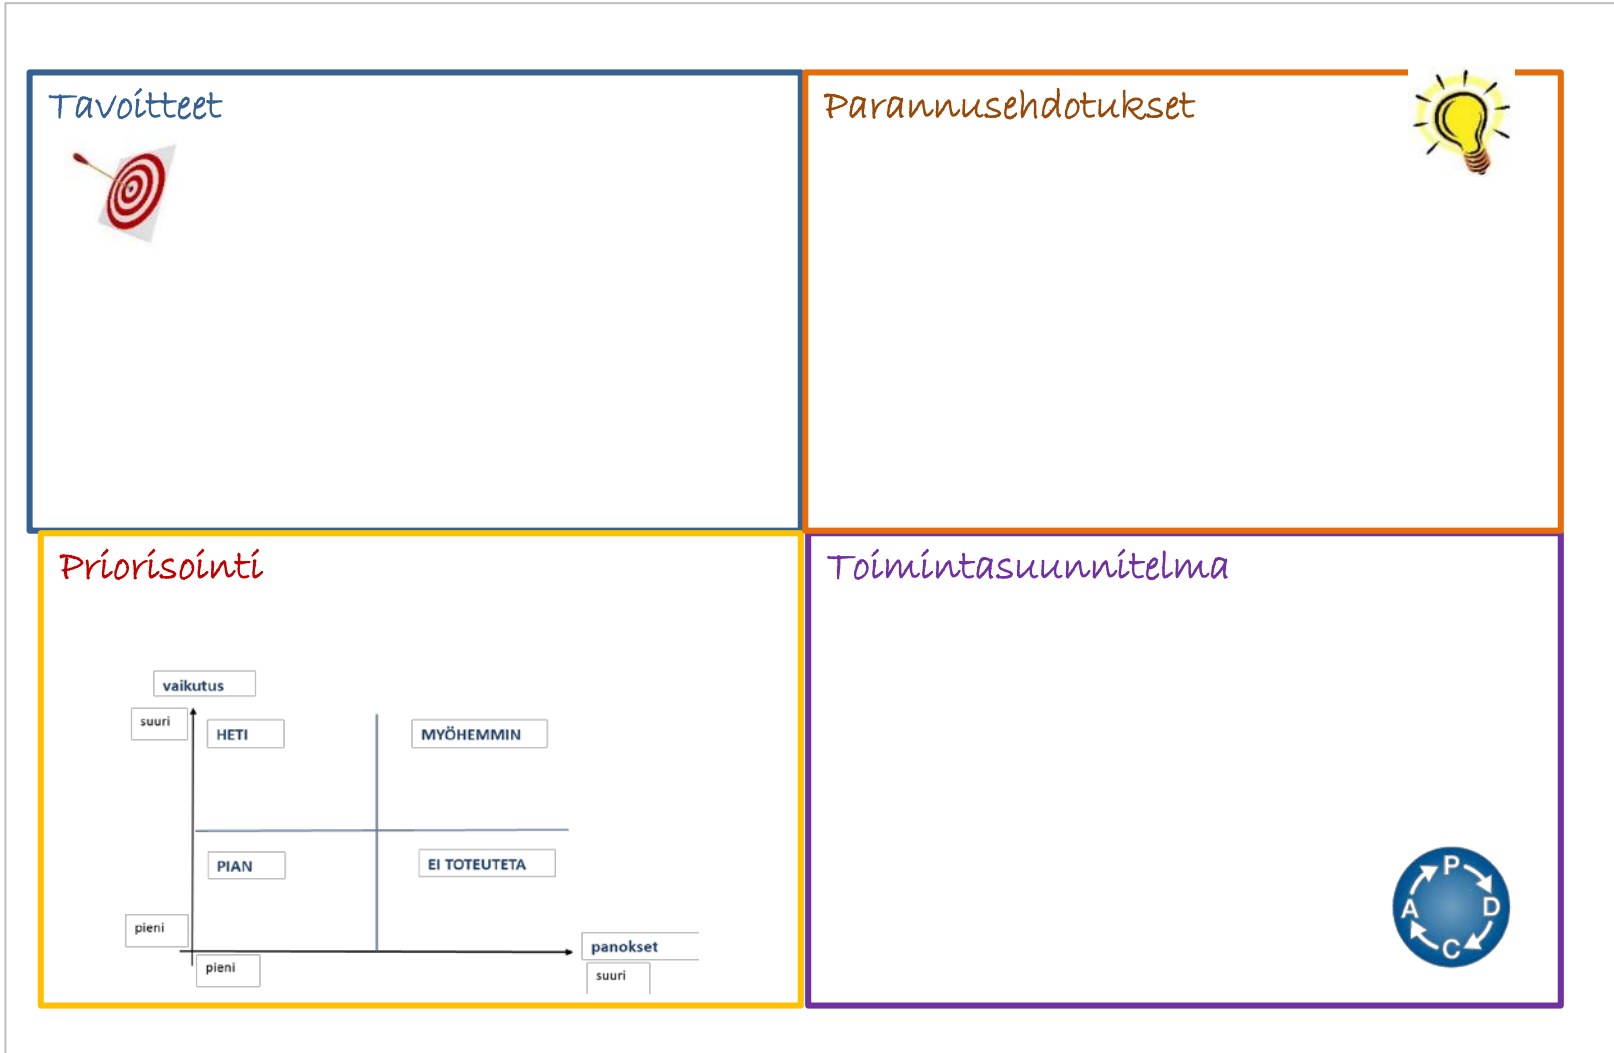 Tavoitteet
Parannusehdotukset
Priorisointi
vaikutus
suuri
HETI
MYÖHEMMIN
PIAN
EI TOTEUTETA
pieni
pieni
panokset
suuri
Toimintasuunnitelma
P
D
C
A